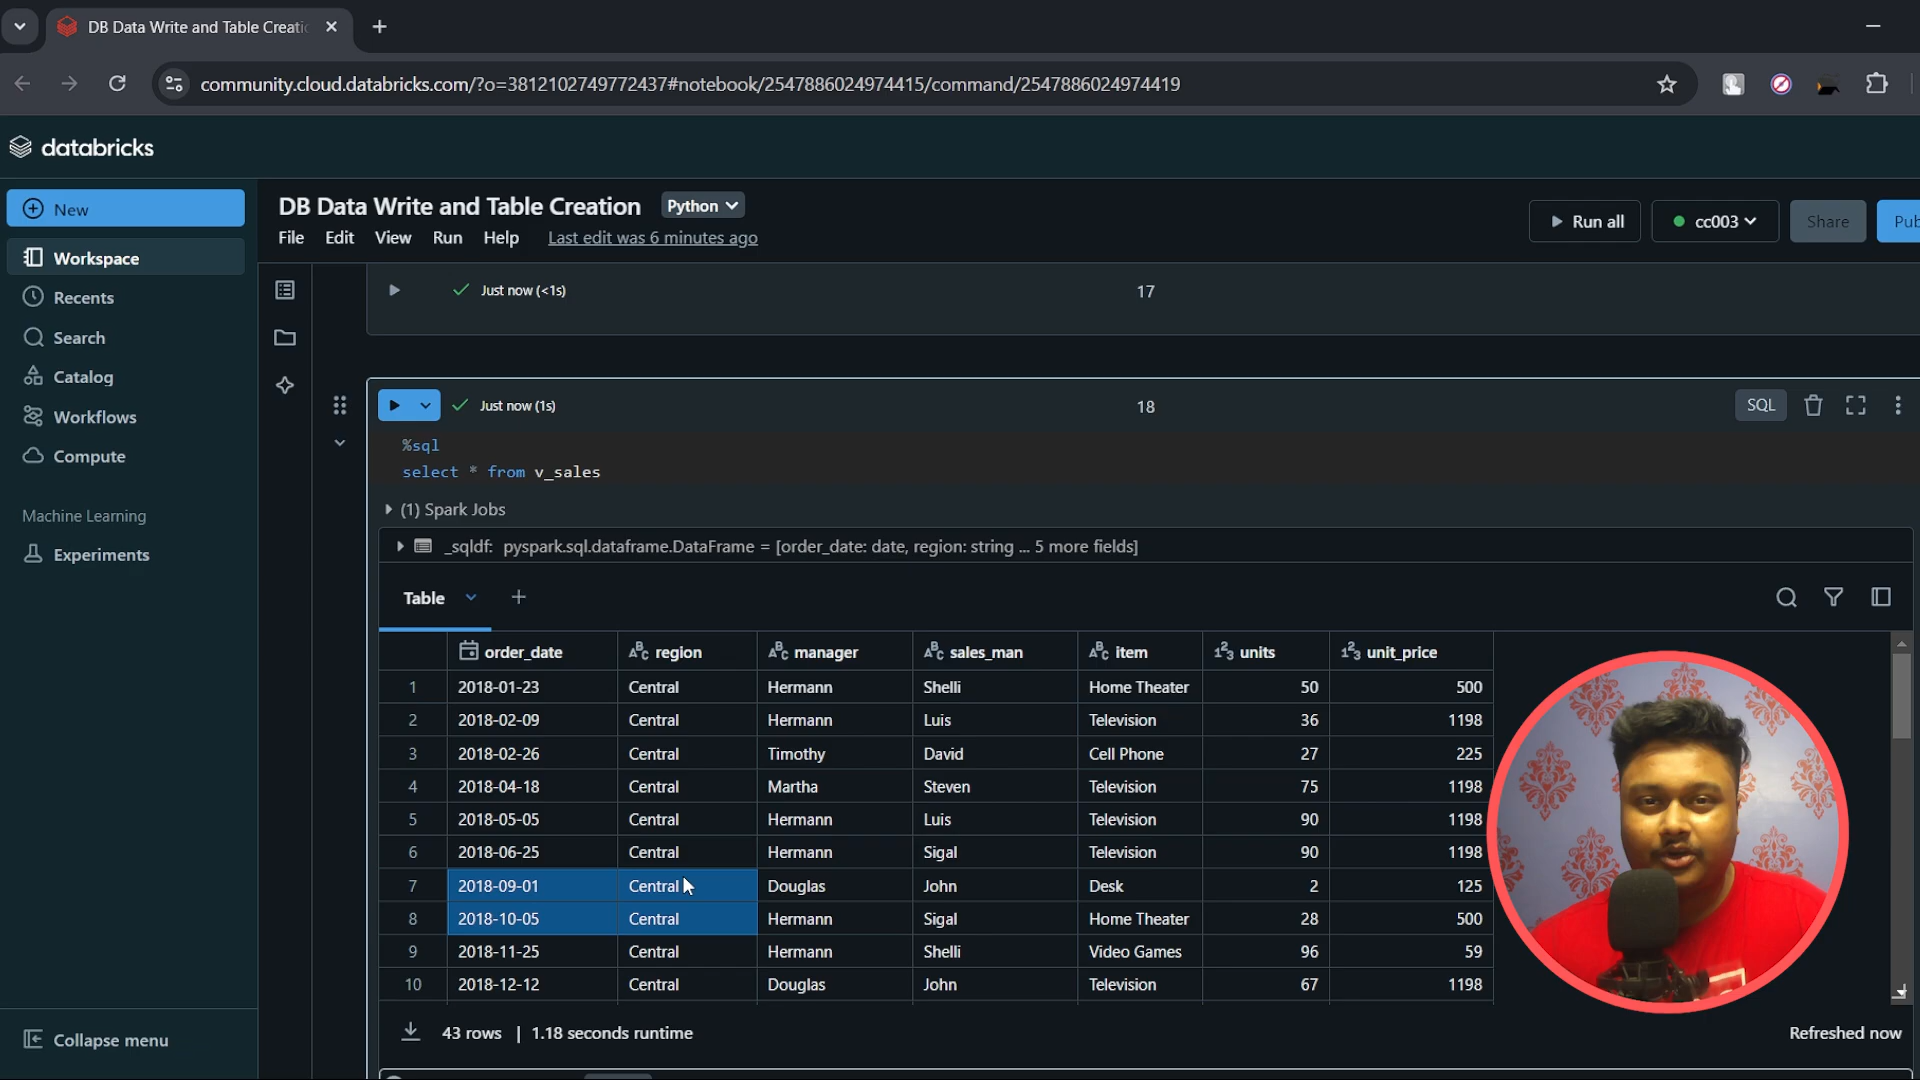 DB Data Write and Table Creatic
community.cloud.databricks.com/?o=3812102749772437#notebook/2547886024974415/command/2547886024974419
databricks
New
Workspace
Recents
Search
Catalog
Workflows
Compute
Machine Learning
Experiments
Collapse menu
DB Data Write and Table Creation Python
File Edit View Run Help Last edit was 6 minutes ago
Run all cc003 Share Pub
Just now (<1s) 17
Just now (1s) 18 SQL
%sql
select * from v_sales
(1) Spark Jobs
_sqldf: pyspark.sql.dataframe.DataFrame = [order_date: date, region: string ... 5 more fields]
Table
order_date region manager sales_man item units unit_price
1 2018-01-23 Central Hermann Shelli Home Theater 50 500
2 2018-02-09 Central Hermann Luis Television 36 1198
3 2018-02-26 Central Timothy David Cell Phone 27 225
4 2018-04-18 Central Martha Steven Television 75 1198
5 2018-05-05 Central Hermann Luis Television 90 1198
6 2018-06-25 Central Hermann Sigal Television 90 1198
7 2018-09-01 Central Douglas John Desk 2 125
8 2018-10-05 Central Hermann Sigal Home Theater 28 500
9 2018-11-25 Central Hermann Shelli Video Games 96 59
10 2018-12-12 Central Douglas John Television 67 1198
43 rows | 1.18 seconds runtime Refreshed now